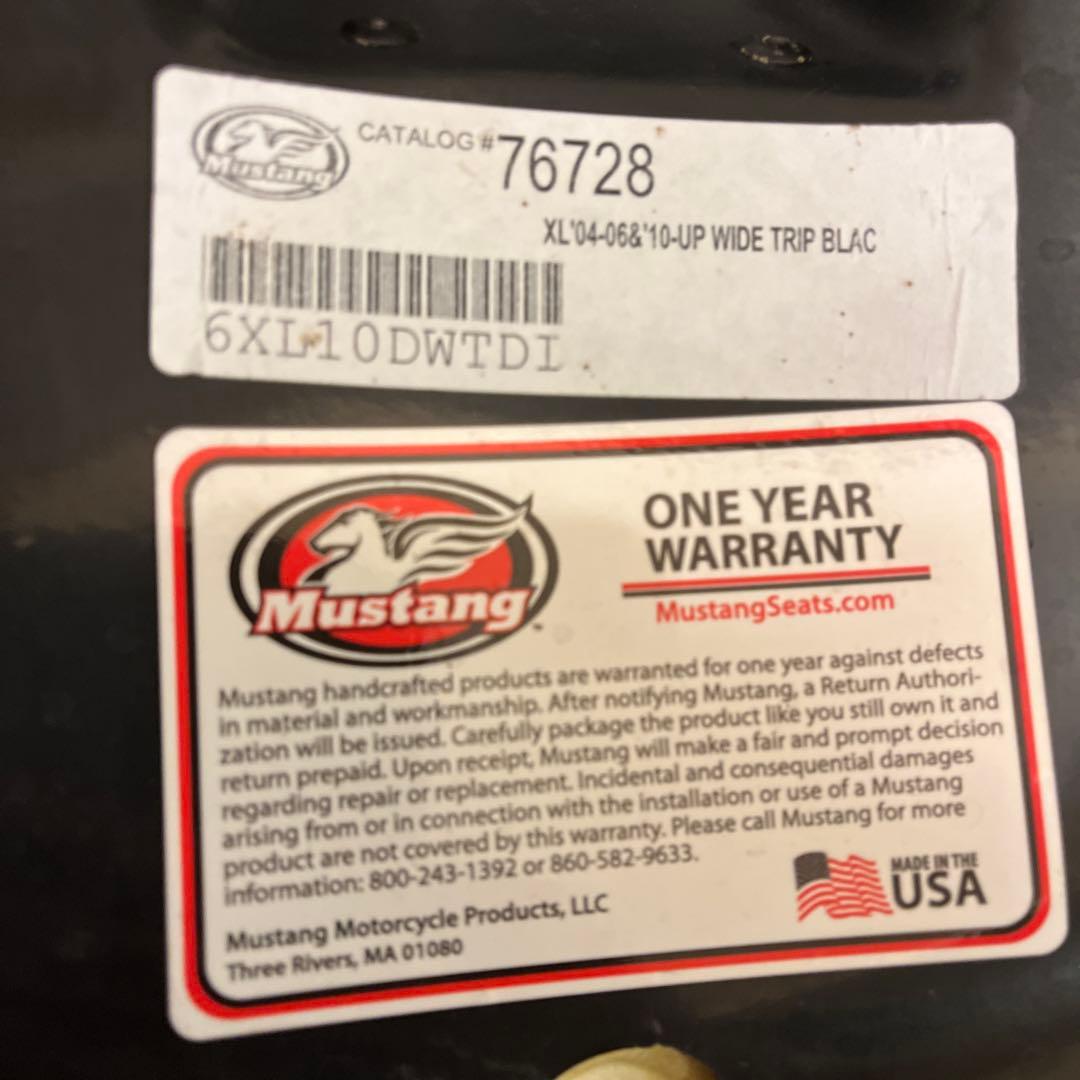 Mustang
CATALOG # 76728
XL'04-06&'10-UP WIDE TRIP BLAC
6XL10DWTDI
Mustang
ONE YEAR
WARRANTY
MustangSeats.com
Mustang handcrafted products are warranted for one year against defects
in material and workmanship. After notifying Mustang, a Return Authori-
zation will be issued. Carefully package the product like you still own it and
return prepaid. Upon receipt, Mustang will make a fair and prompt decision
regarding repair or replacement. Incidental and consequential damages
arising from or in connection with the installation or use of a Mustang
product are not covered by this warranty. Please call Mustang for more
information: 800-243-1392 or 860-582-9633.
MADE IN THE
USA
Mustang Motorcycle Products, LLC
Three Rivers, MA 01080